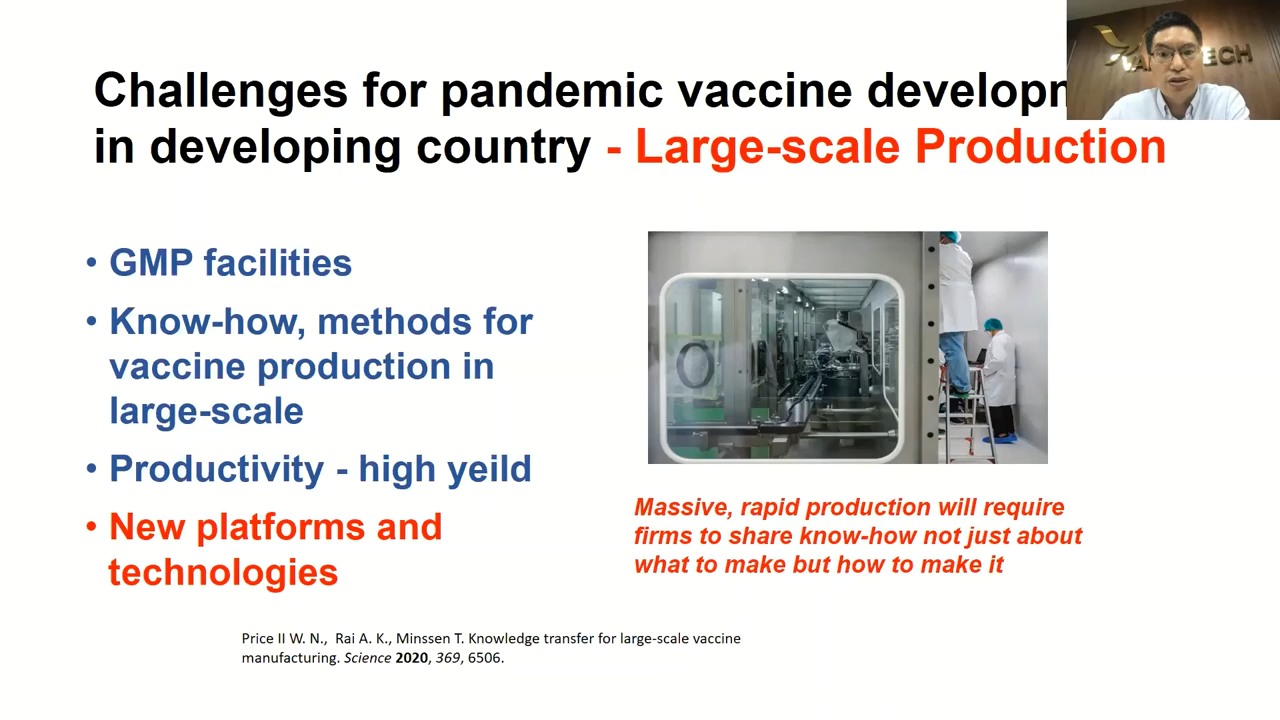 Challenges for pandemic vaccine developm
in developing country - Large-scale Production
• GMP facilities
• Know-how, methods for
vaccine production in
large-scale
• Productivity - high yeild
• New platforms and
technologies
Massive, rapid production will require
firms to share know-how not just about
what to make but how to make it
Price II W. N., Rai A. K., Minssen T. Knowledge transfer for large-scale vaccine
manufacturing. Science 2020, 369, 6506.